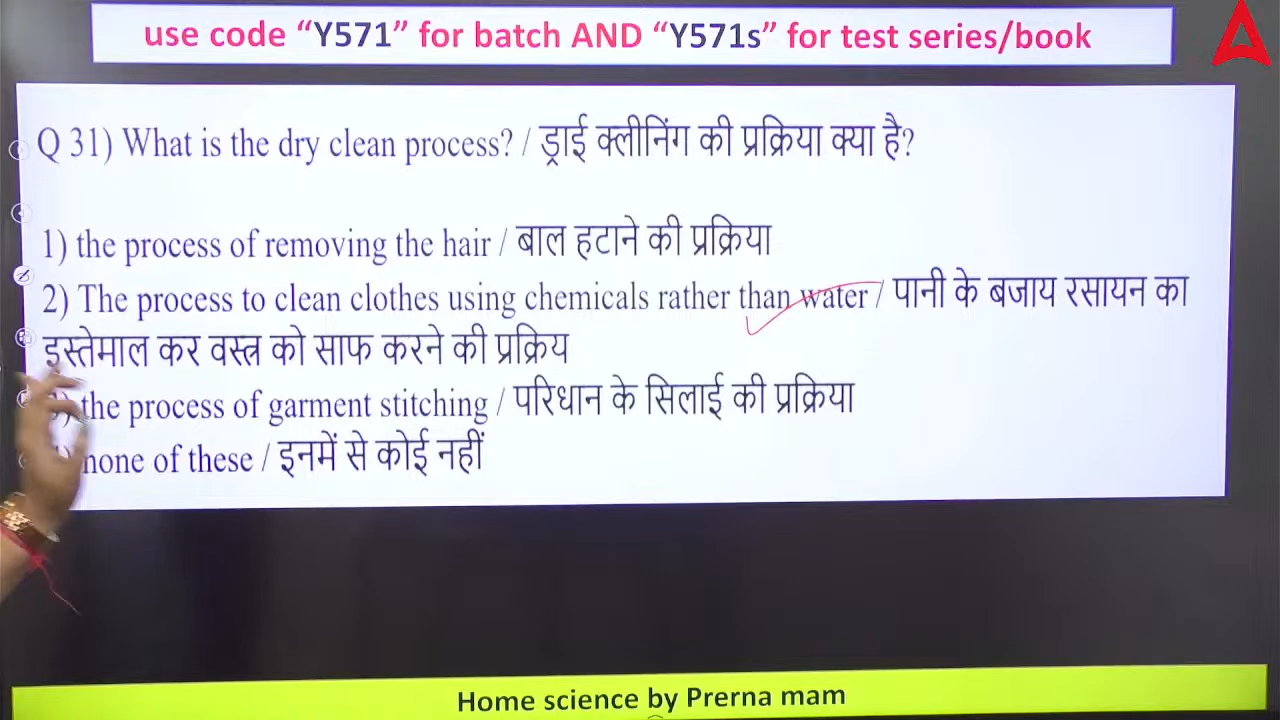 use code “Y571” for batch AND “Y571s” for test series/book
Q 31) What is the dry clean process? / ड्राई क्लीनिंग की प्रक्रिया क्या है?
1) the process of removing the hair / बाल हटाने की प्रक्रिया
2) The process to clean clothes using chemicals rather than water / पानी के बजाय रसायन का
इस्तेमाल कर वस्त्र को साफ करने की प्रक्रिय
the process of garment stitching / परिधान के सिलाई की प्रक्रिया
none of these / इनमें से कोई नहीं
Home science by Prerna mam